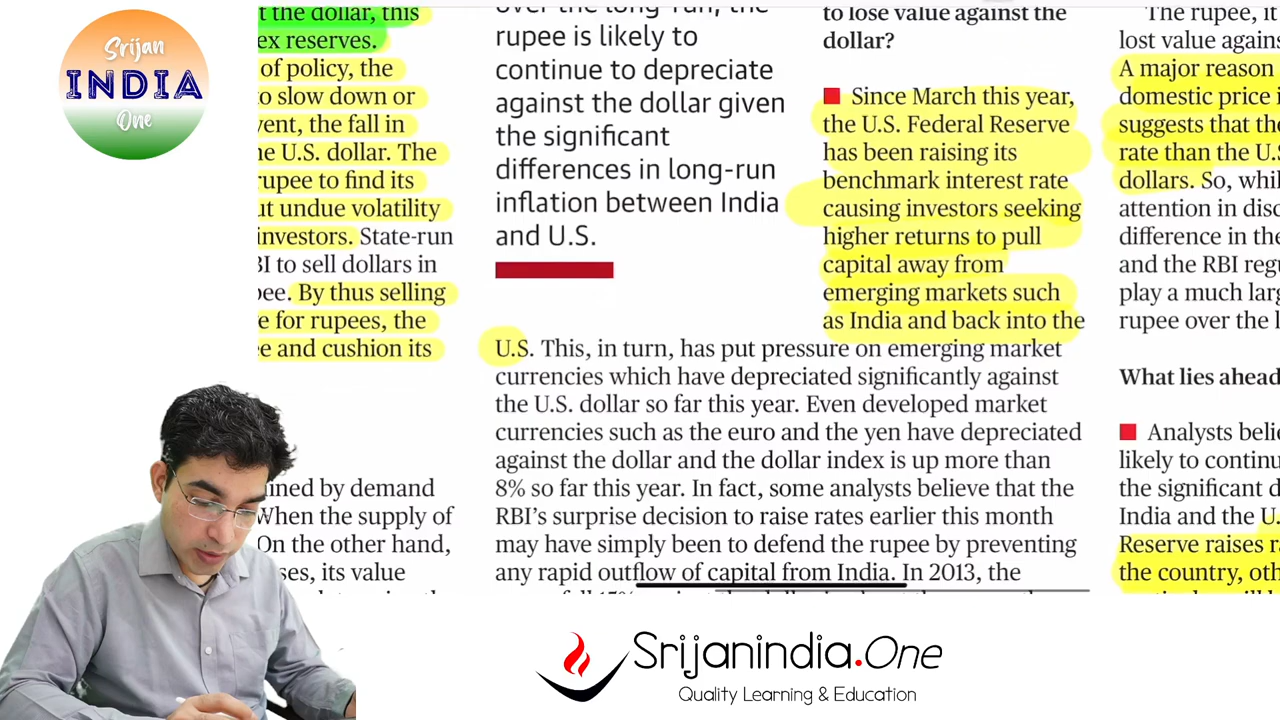 Srijan
INDIA
One
t the dollar, this
ex reserves.
of policy, the
to slow down or
vent, the fall in
he U.S. dollar. The
rupee to find its
ut undue volatility
investors. State-run
BI to sell dollars in
pee. By thus selling
e for rupees, the
e and cushion its
ined by demand
When the supply of
On the other hand,
ses, its value
over the long-run, the
rupee is likely to
continue to depreciate
against the dollar given
the significant
differences in long-run
inflation between India
and U.S.
to lose value against the
dollar?
Since March this year,
the U.S. Federal Reserve
has been raising its
benchmark interest rate
causing investors seeking
higher returns to pull
capital away from
emerging markets such
as India and back into the
U.S. This, in turn, has put pressure on emerging market
currencies which have depreciated significantly against
the U.S. dollar so far this year. Even developed market
currencies such as the euro and the yen have depreciated
against the dollar and the dollar index is up more than
8% so far this year. In fact, some analysts believe that the
RBI's surprise decision to raise rates earlier this month
may have simply been to defend the rupee by preventing
any rapid outflow of capital from India. In 2013, the
The rupee, it
lost value agains
A major reason
domestic price i
suggests that the
rate than the U.S
dollars. So, whil
attention in disc
difference in the
and the RBI regu
play a much larg
rupee over the l
What lies ahead
Analysts belie
likely to continu
the significant d
India and the U.
Reserve raises ra
the country, oth
Srijanindia.One
Quality Learning & Education